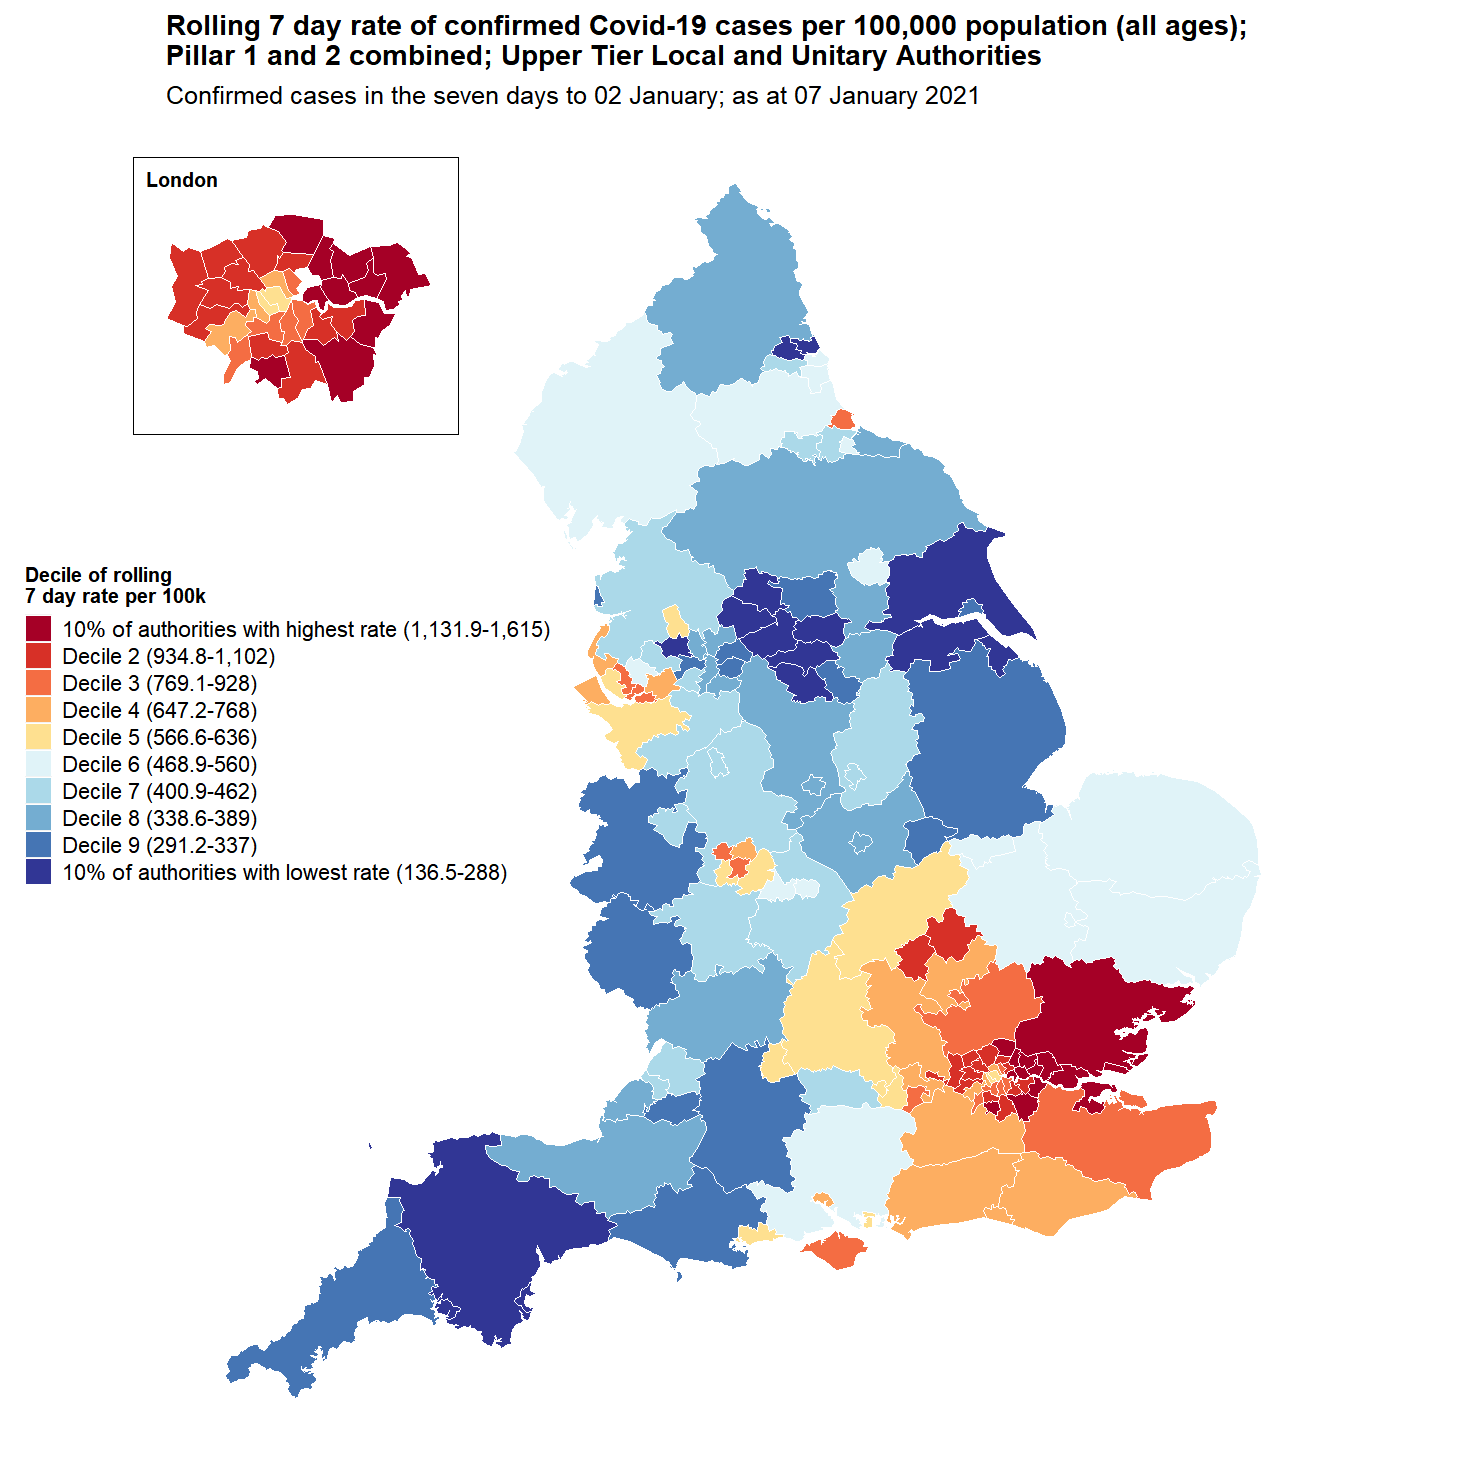 Rolling 7 day rate of confirmed Covid-19 cases per 100,000 population (all ages);
Pillar 1 and 2 combined; Upper Tier Local and Unitary Authorities
Confirmed cases in the seven days to 02 January; as at 07 January 2021
London
Decile of rolling
7 day rate per 100k
10% of authorities with highest rate (1,131.9-1,615)
Decile 2 (934.8-1,102)
Decile 3 (769.1-928)
Decile 4 (647.2-768)
Decile 5 (566.6-636)
Decile 6 (468.9-560)
Decile 7 (400.9-462)
Decile 8 (338.6-389)
Decile 9 (291.2-337)
10% of authorities with lowest rate (136.5-288)